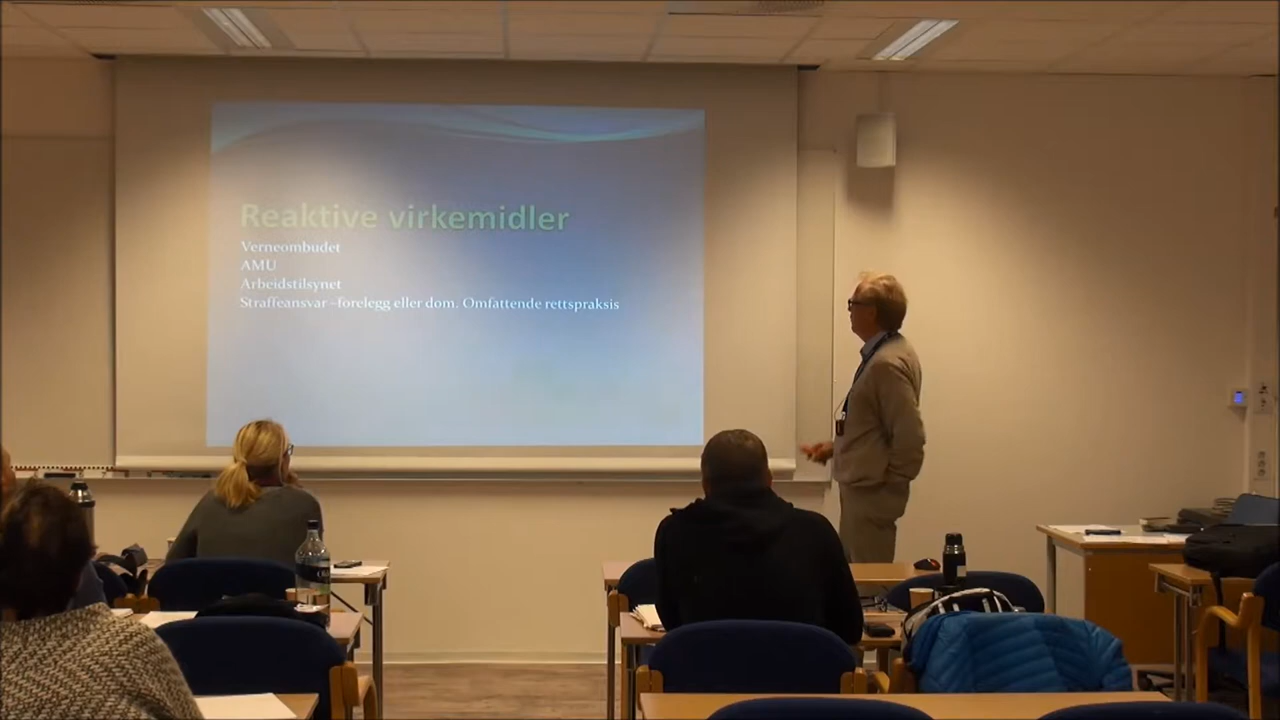 Reaktive virkemidler
Verneombudet
AMU
Arbeidstilsynet
Straffeansvar –forelegg eller dom. Omfattende rettspraksis